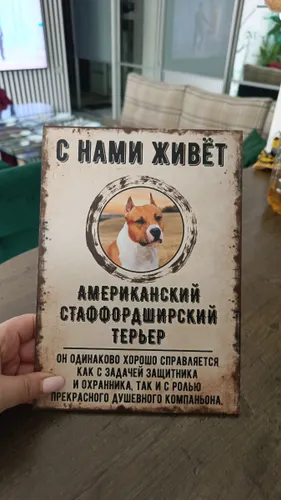 С НАМИ ЖИВЁТ
АМЕРИКАНСКИЙ
СТАФФОРДШИРСКИЙ
ТЕРЬЕР
ОН ОДИНАКОВО ХОРОШО СПРАВЛЯЕТСЯ
КАК С ЗАДАЧЕЙ ЗАЩИТНИКА
И ОХРАННИКА, ТАК И С РОЛЬЮ
ПРЕКРАСНОГО ДУШЕВНОГО КОМПАНЬОНА.